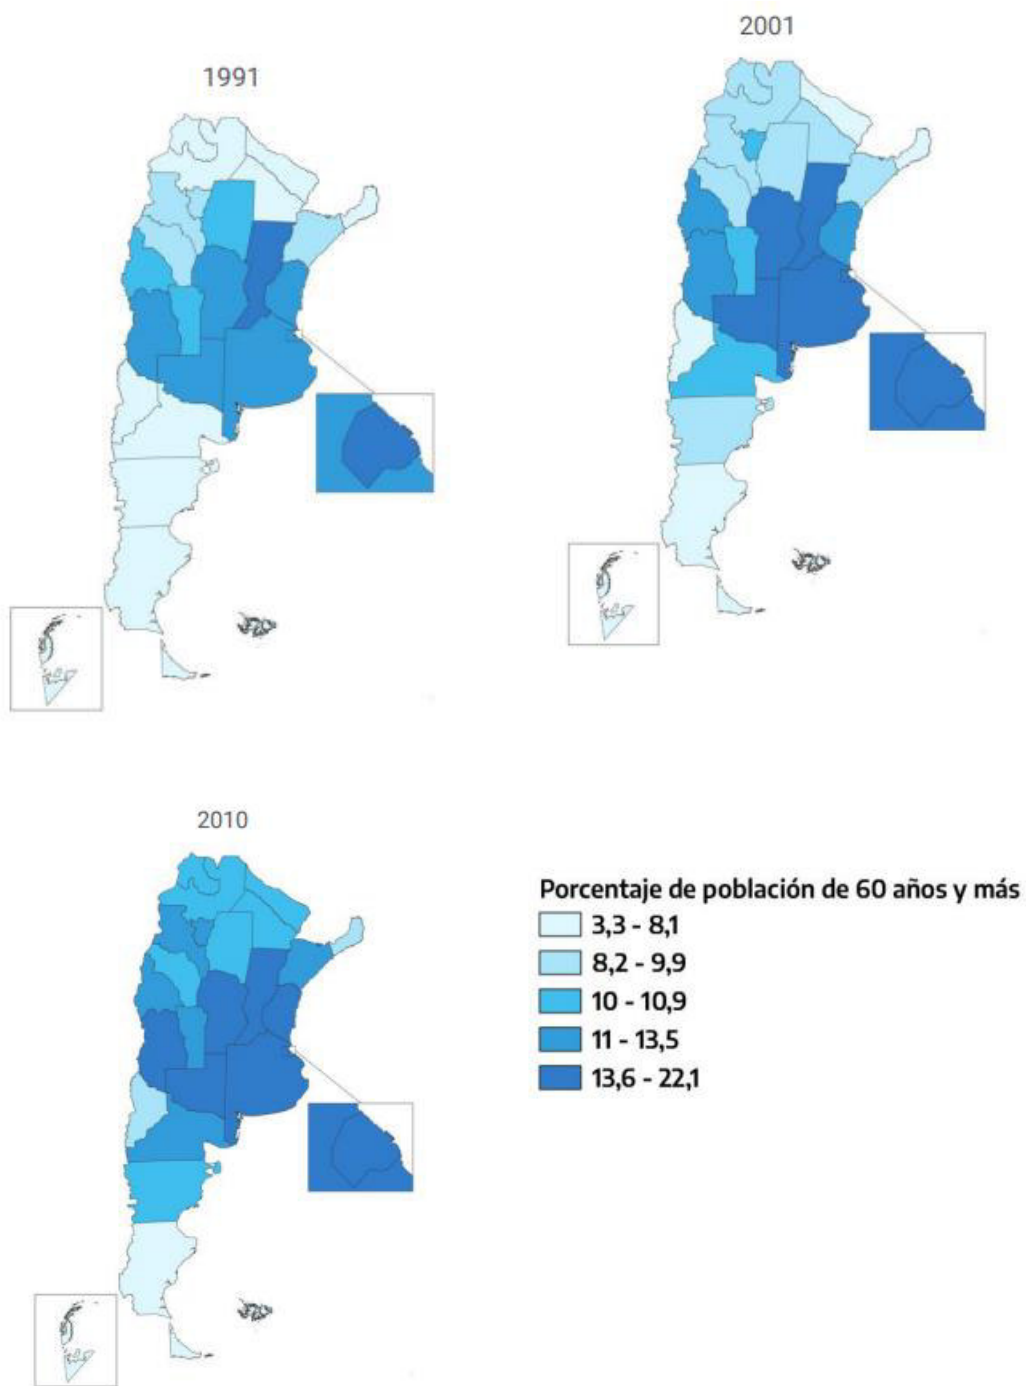 2001
1991
2010
Porcentaje de población de 60 años y más
3,3 - 8,1
8,2 - 9,9
10 - 10,9
11 - 13,5
13,6 - 22,1